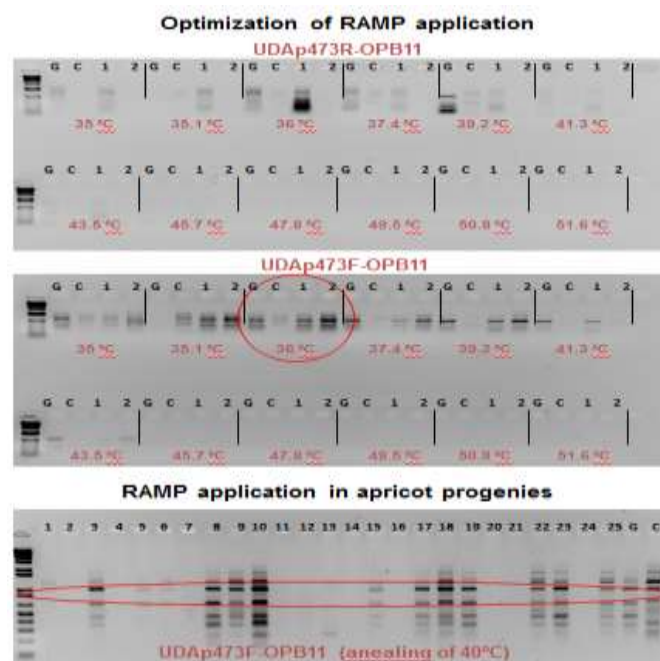 Optimization of RAMP application
UDAp473R-OPB11
G C 1 2 G C 1 2 G C 1 2 G C 1 2 G C 1 2 G C 1 2
35 ºC 35.1 ºC 36 ºC 37.4 ºC 39.2 ºC 41.3 ºC
G C 1 2 G C 1 2 G C 1 2 G C 1 2 G C 1 2 G C 1 2
43.5 ºC 45.7 ºC 47.8 ºC 49.5 ºC 50.8 ºC 51.6 ºC
UDAp473F-OPB11
G C 1 2 G C 1 2 G C 1 2 G C 1 2 G C 1 2 G C 1 2
35 ºC 35.1 ºC 36 ºC 37.4 ºC 39.2 ºC 41.3 ºC
G C 1 2 G C 1 2 G C 1 2 G C 1 2 G C 1 2 G C 1 2
43.5 ºC 45.7 ºC 47.8 ºC 49.5 ºC 50.8 ºC 51.6 ºC
RAMP application in apricot progenies
1 2 3 4 5 6 7 8 9 10 11 12 13 14 15 16 17 18 19 20 21 22 23 24 25 G C
UDAp473F-OPB11 (anealing of 40ºC)